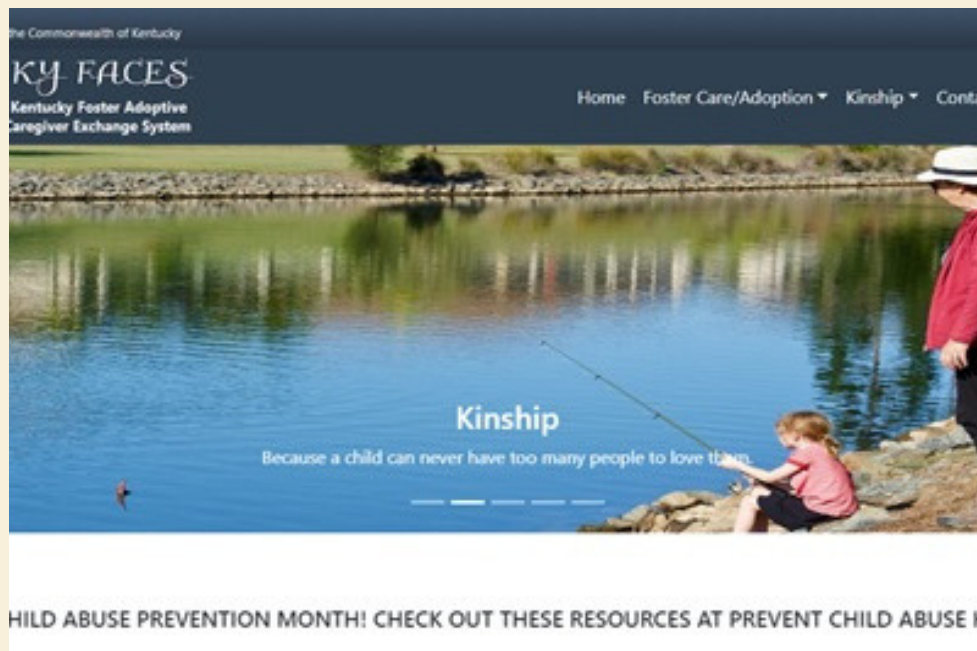 the Commonwealth of Kentucky
KY FACES
Kentucky Foster Adoptive
Caregiver Exchange System
Home Foster Care/Adoption Kinship Conta
Kinship
Because a child can never have too many people to love them.
HILD ABUSE PREVENTION MONTH! CHECK OUT THESE RESOURCES AT PREVENT CHILD ABUSE